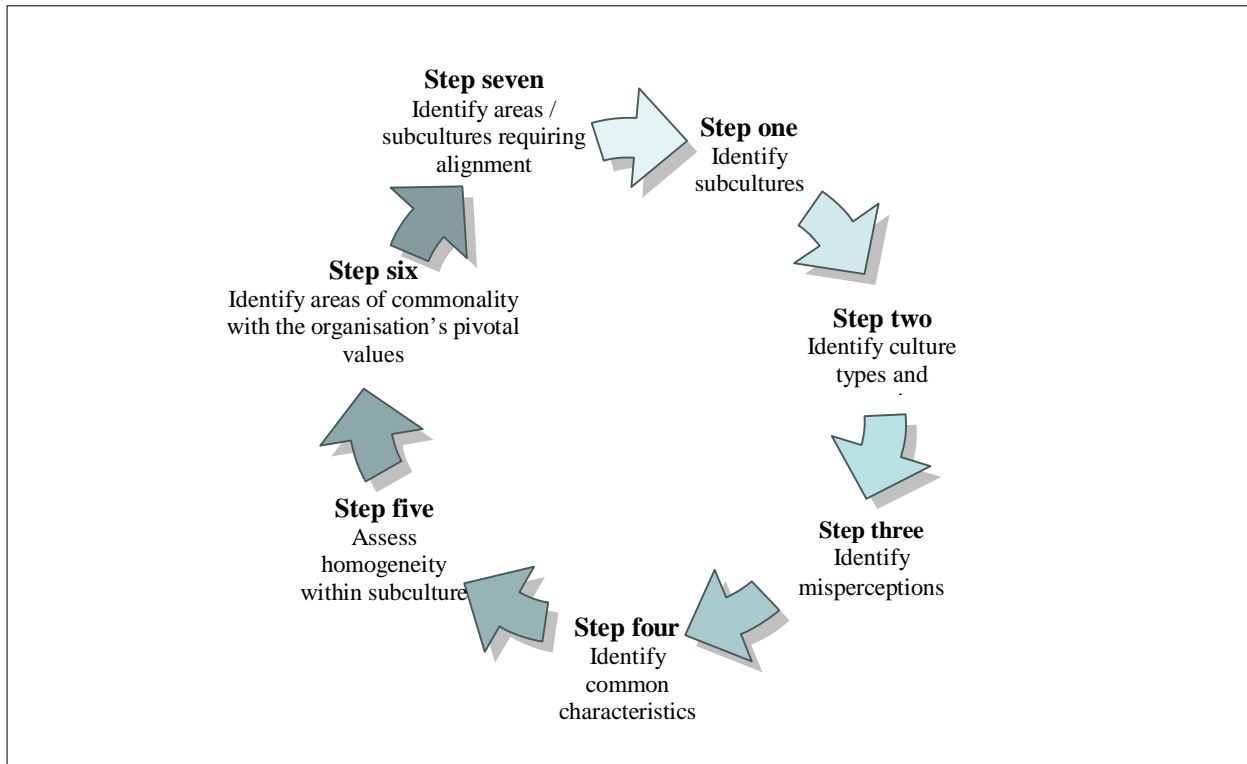 Step one
Identify
subcultures
Step two
Identify culture
types and
Step three
Identify
misperceptions
Step four
Identify
common
characteristics
Step five
Assess
homogeneity
within subculture
Step six
Identify areas of commonality
with the organisation's pivotal
values
Step seven
Identify areas /
subcultures requiring
alignment